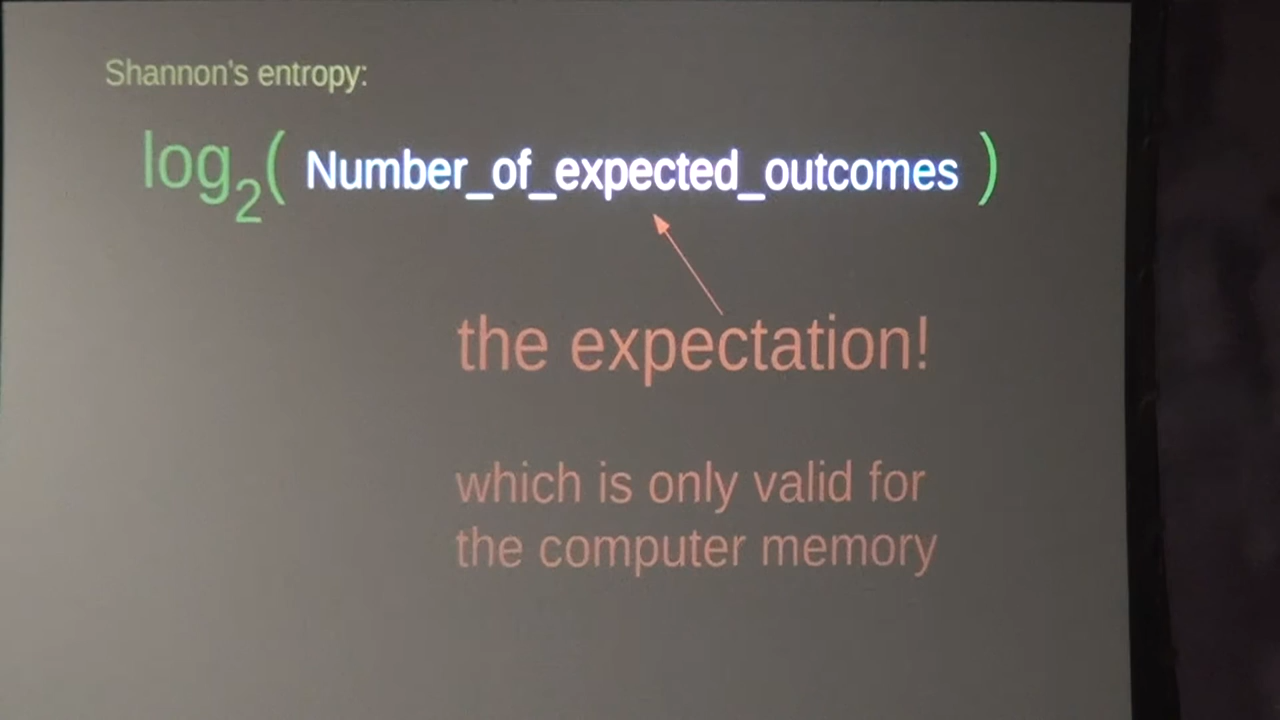 Shannon's entropy:
log₂( Number_of_expected_outcomes )
the expectation!
which is only valid for
the computer memory